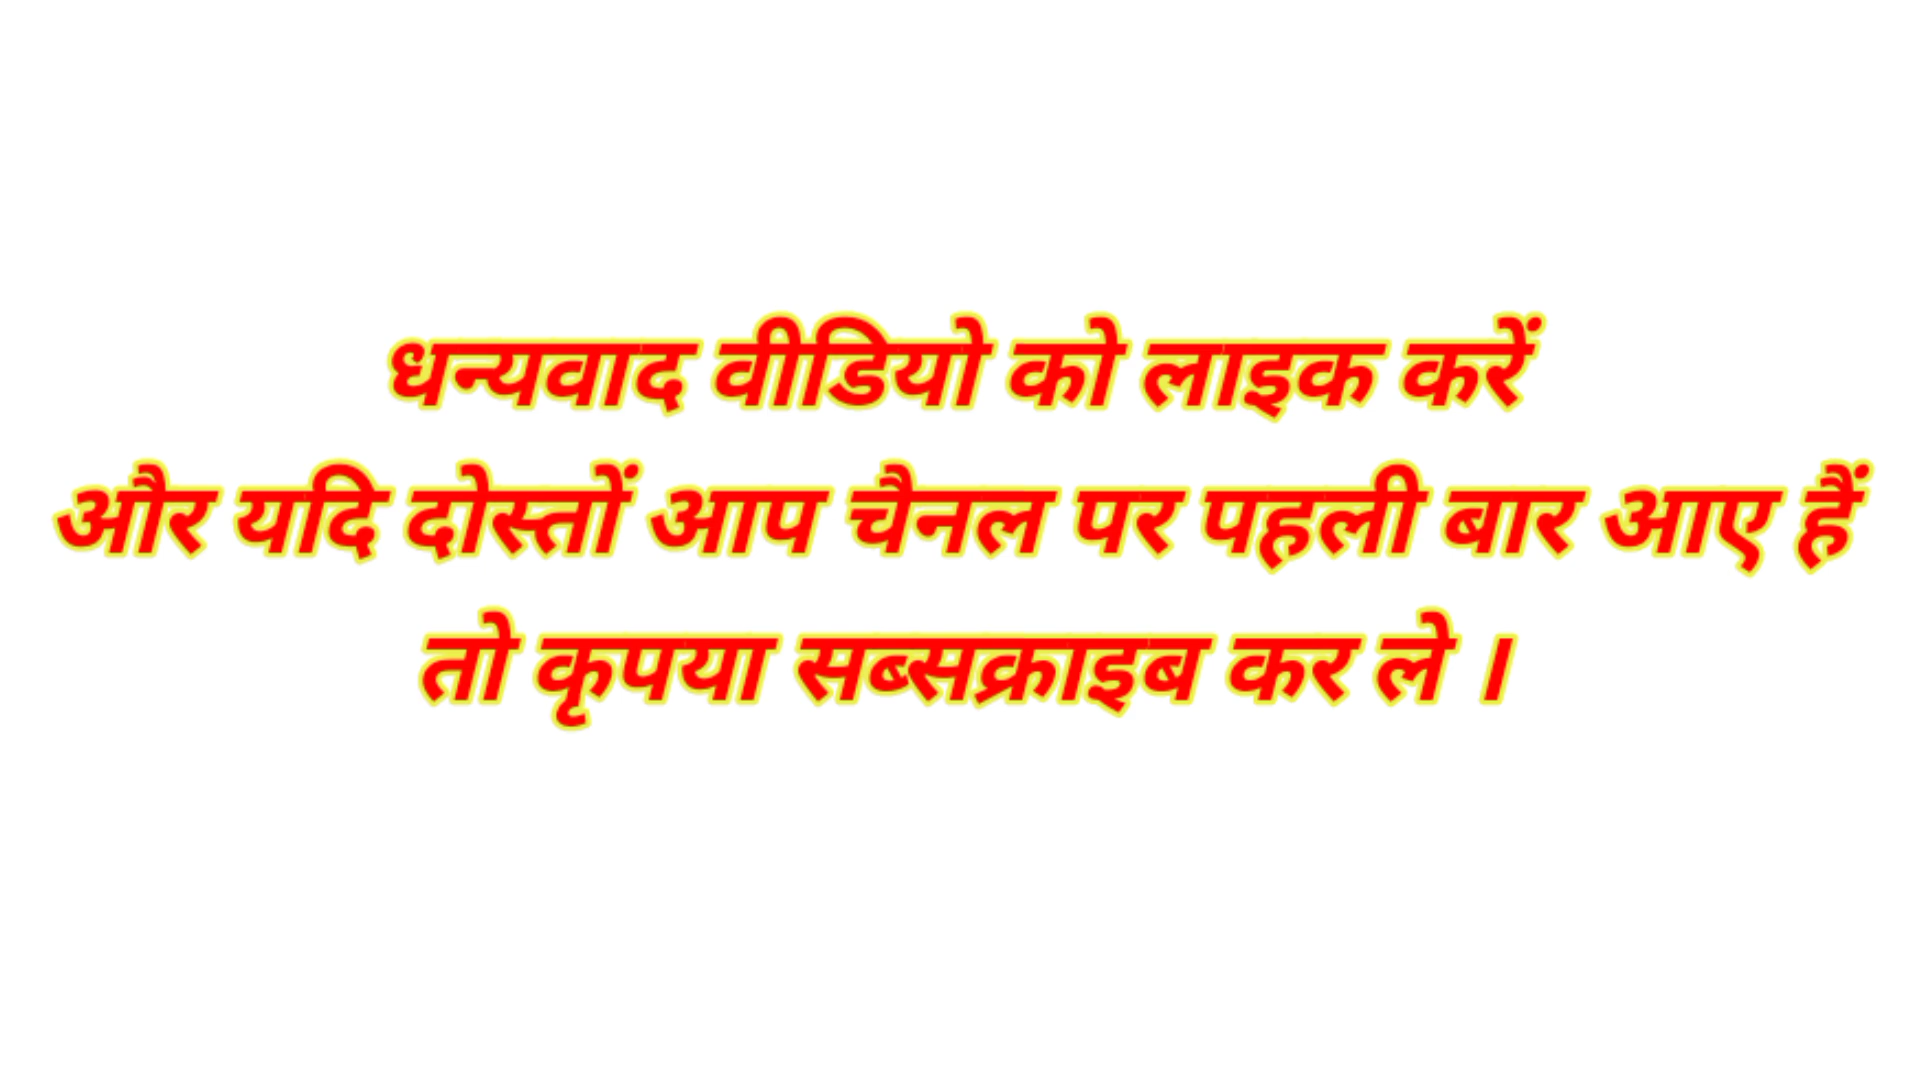 धन्यवाद वीडियो को लाइक करें
और यदि दोस्तों आप चैनल पर पहली बार आए हैं
तो कृपया सब्सक्राइब कर ले ।